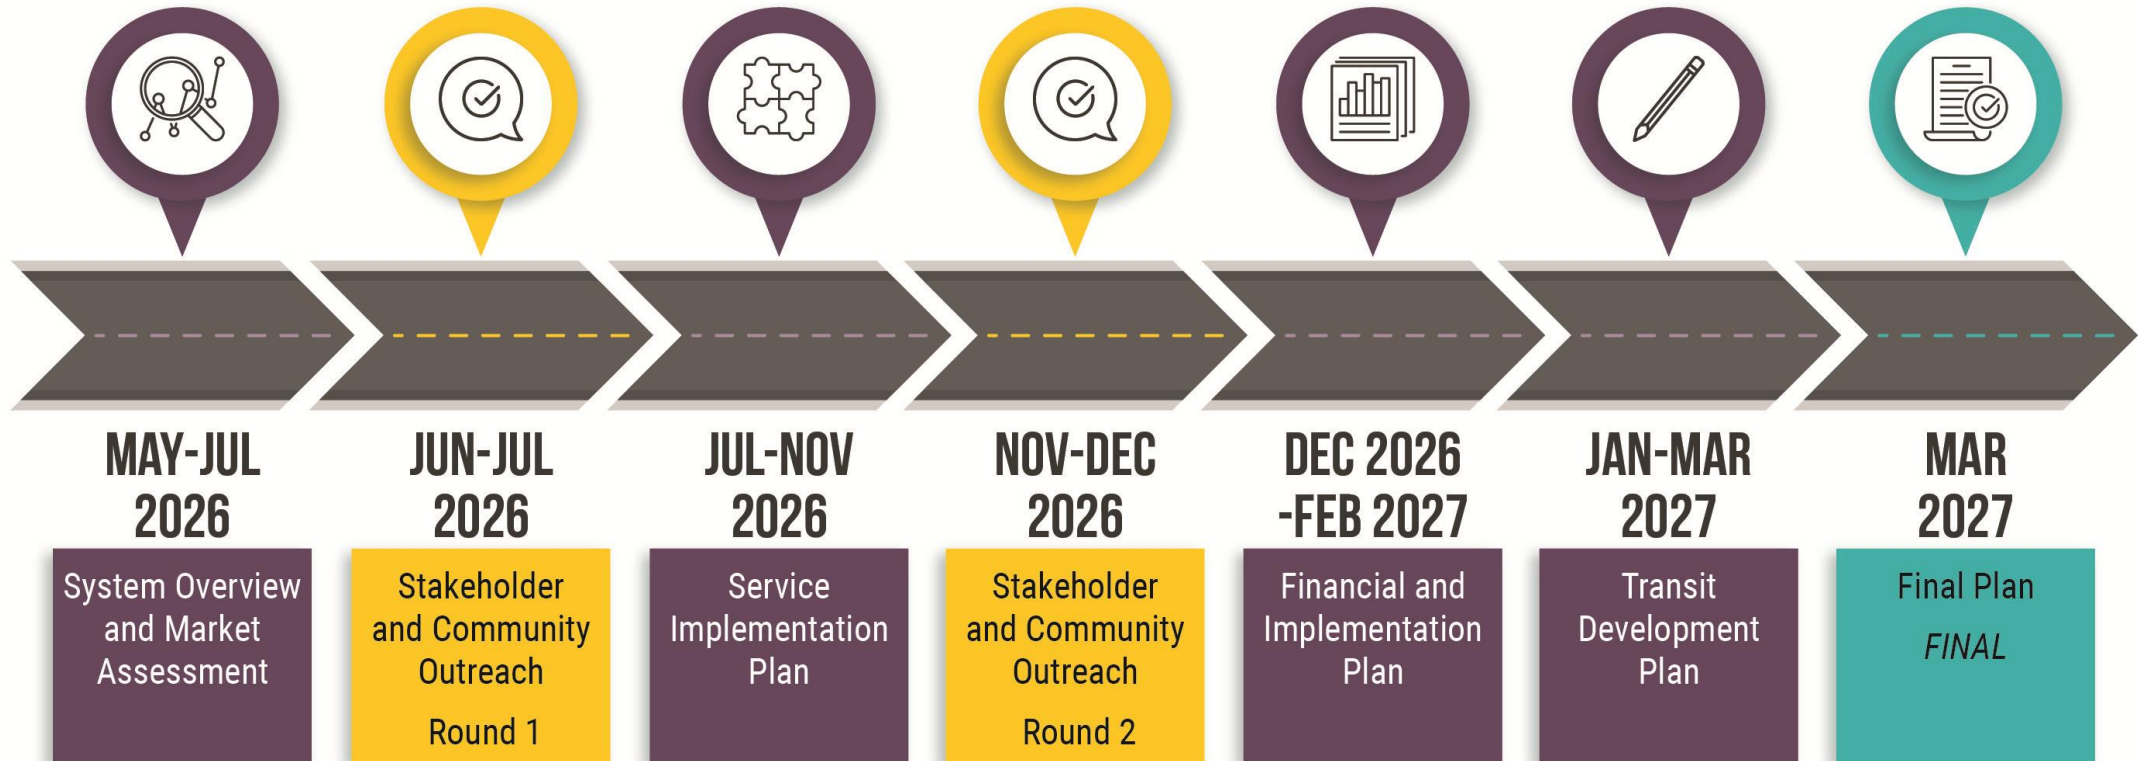 MAY-JUL
2026
System Overview
and Market
Assessment
JUN-JUL
2026
Stakeholder
and Community
Outreach
Round 1
JUL-NOV
2026
Service
Implementation
Plan
NOV-DEC
2026
Stakeholder
and Community
Outreach
Round 2
DEC 2026
-FEB 2027
Financial and
Implementation
Plan
JAN-MAR
2027
Transit
Development
Plan
MAR
2027
Final Plan
FINAL